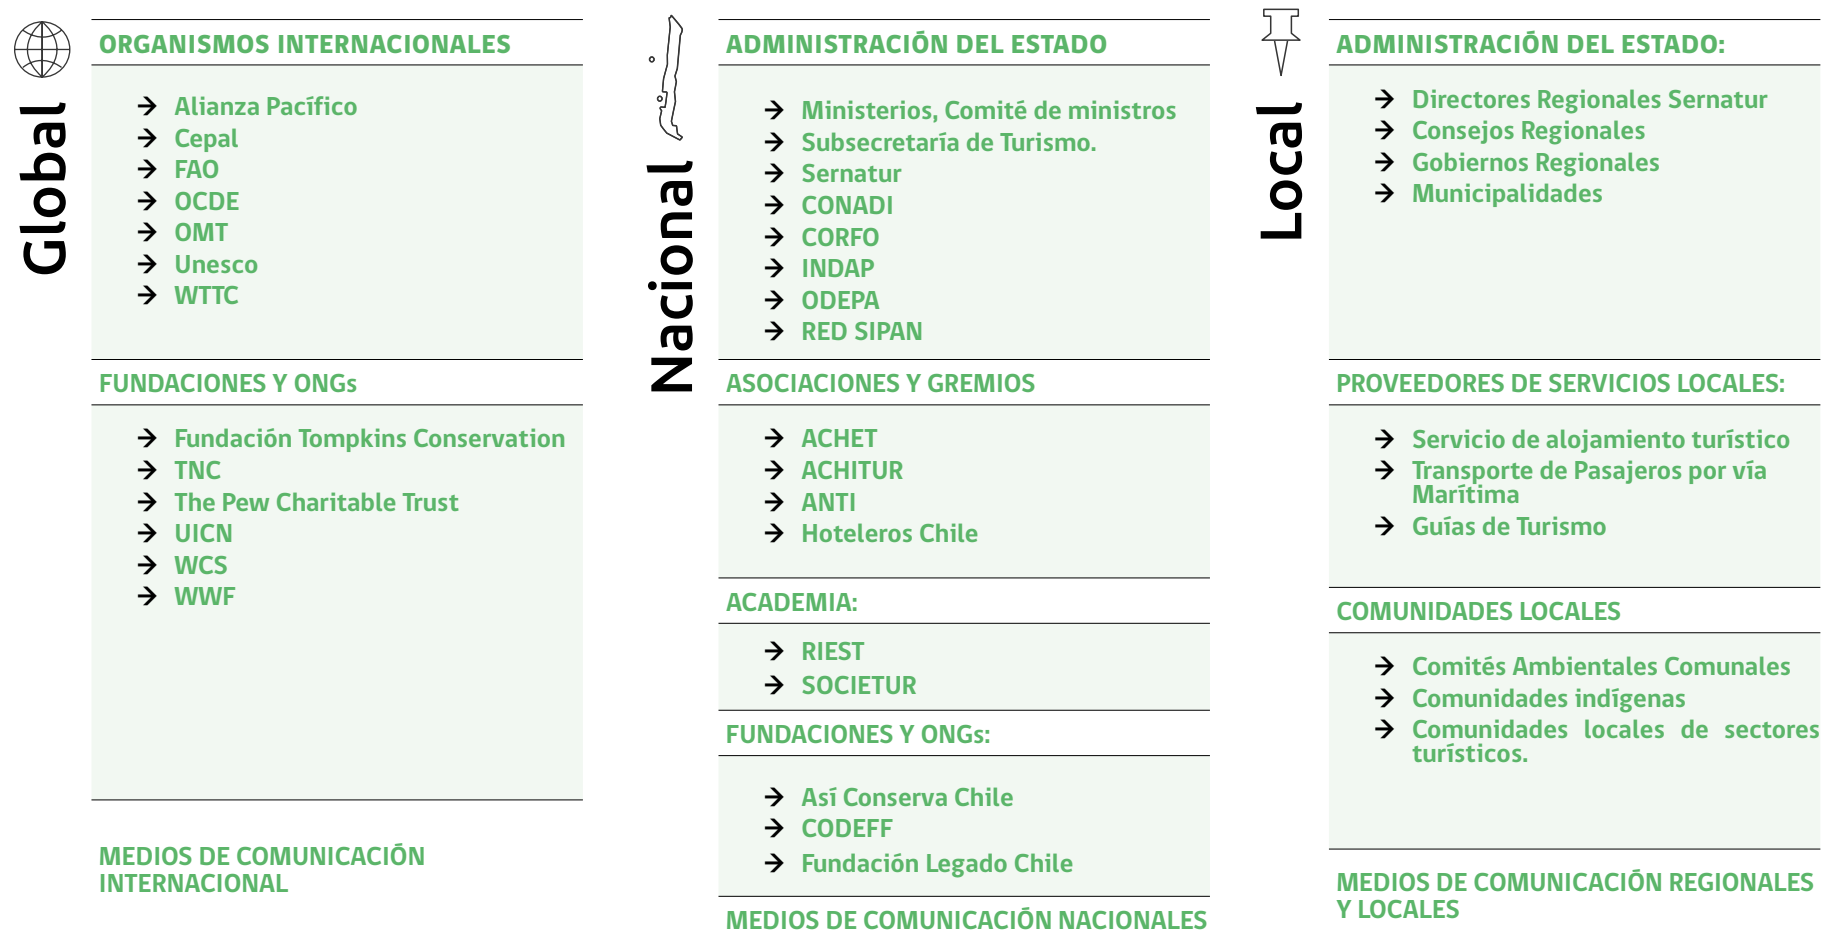 Global
ORGANISMOS INTERNACIONALES
→ Alianza Pacífico
→ Cepal
→ FAO
→ OCDE
→ OMT
→ Unesco
→ WTTC
FUNDACIONES Y ONGs
→ Fundación Tompkins Conservation
→ TNC
→ The Pew Charitable Trust
→ UICN
→ WCS
→ WWF
MEDIOS DE COMUNICACIÓN
INTERNACIONAL
Nacional
ADMINISTRACIÓN DEL ESTADO
→ Ministerios, Comité de ministros
→ Subsecretaría de Turismo.
→ Sernatur
→ CONADI
→ CORFO
→ INDAP
→ ODEPA
→ RED SIPAN
ASOCIACIONES Y GREMIOS
→ ACHET
→ ACHITUR
→ ANTI
→ Hoteleros Chile
ACADEMIA:
→ RIEST
→ SOCIETUR
FUNDACIONES Y ONGs:
→ Así Conserva Chile
→ CODEFF
→ Fundación Legado Chile
MEDIOS DE COMUNICACIÓN NACIONALES
Local
ADMINISTRACIÓN DEL ESTADO:
→ Directores Regionales Sernatur
→ Consejos Regionales
→ Gobiernos Regionales
→ Municipalidades
PROVEEDORES DE SERVICIOS LOCALES:
→ Servicio de alojamiento turístico
→ Transporte de Pasajeros por vía
Marítima
→ Guías de Turismo
COMUNIDADES LOCALES
→ Comités Ambientales Comunales
→ Comunidades indígenas
→ Comunidades locales de sectores
turísticos.
MEDIOS DE COMUNICACIÓN REGIONALES
Y LOCALES